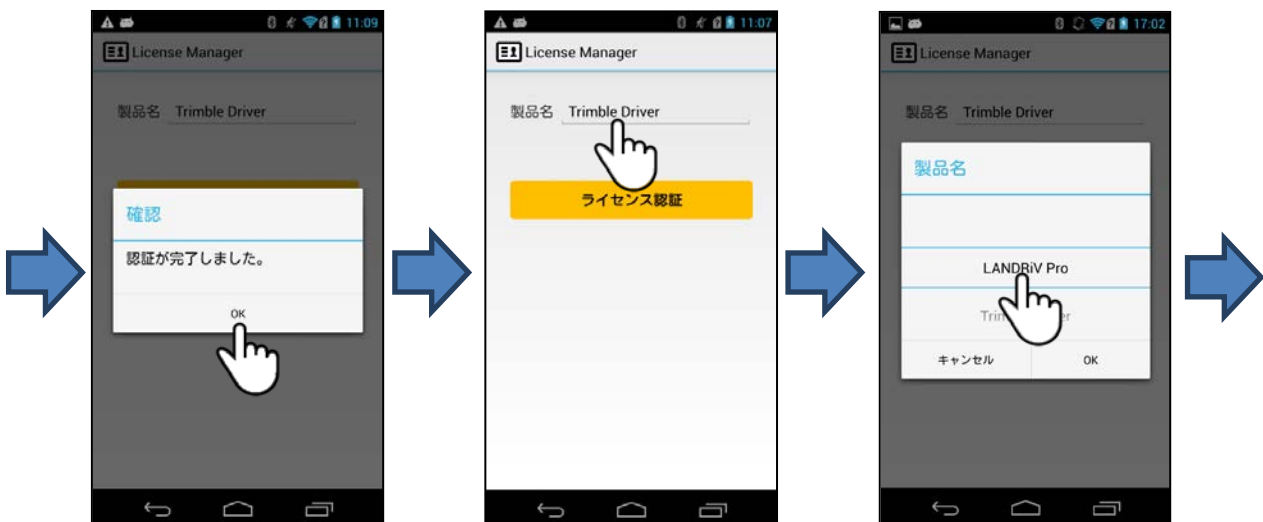 11:09
License Manager
製品名 Trimble Driver
確認
認証が完了しました。
OK
11:07
License Manager
製品名 Trimble Driver
ライセンス認証
17:02
License Manager
製品名 Trimble Driver
製品名
LANDRiV Pro
キャンセル OK